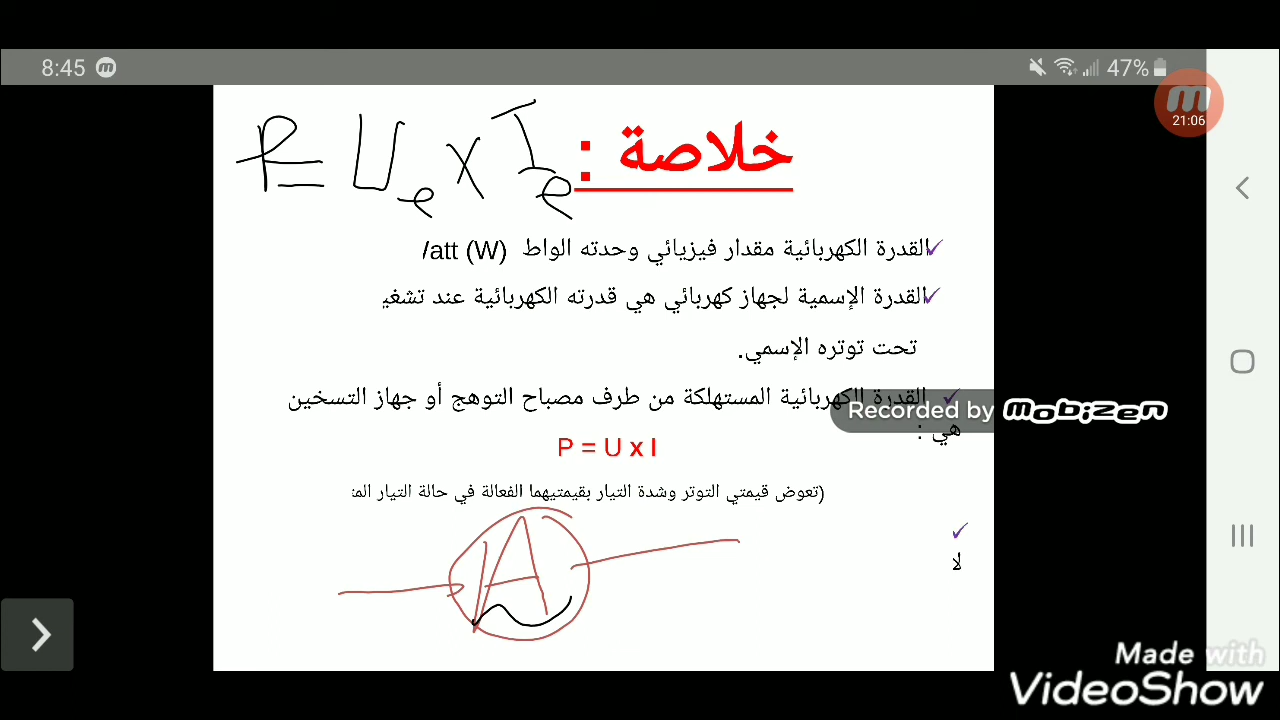 8:45
47%
21:06
P = Ue x Ie
خلاصة :
القدرة الكهربائية مقدار فيزيائي وحدته الواط att (W)
القدرة الإسمية لجهاز كهربائي هي قدرته الكهربائية عند تشغي
تحت توتره الإسمي.
القدرة الكهربائية المستهلكة من طرف مصباح التوهج أو جهاز التسخين
هي :
Recorded by mobizen
P = U x I
(تعوض قيمتي التوتر وشدة التيار بقيمتيهما الفعالة في حالة التيار المت
لا
A
Made with
VideoShow